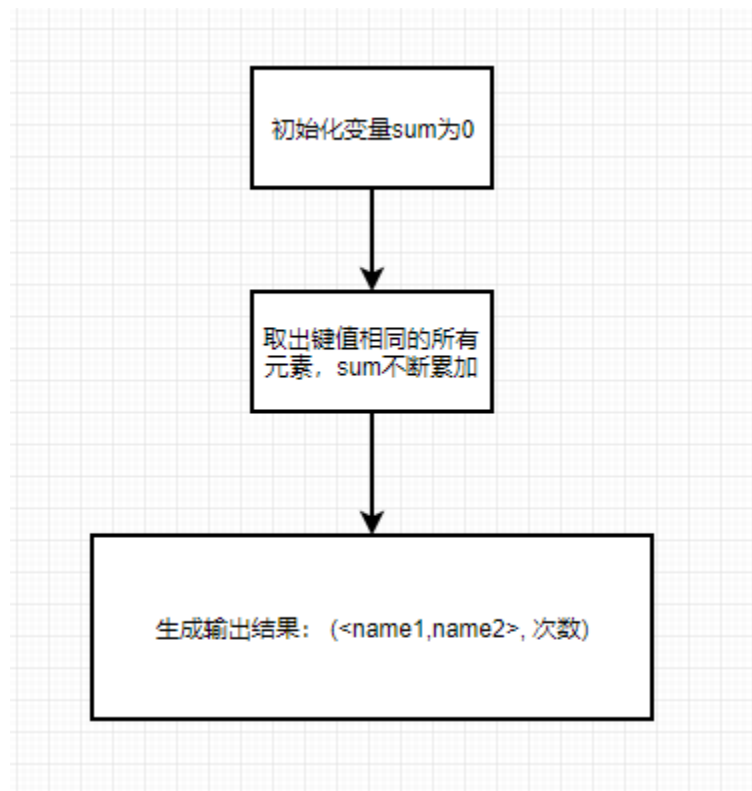 初始化变量sum为0
取出键值相同的所有
元素，sum不断累加
生成输出结果： (<name1,name2>, 次数)